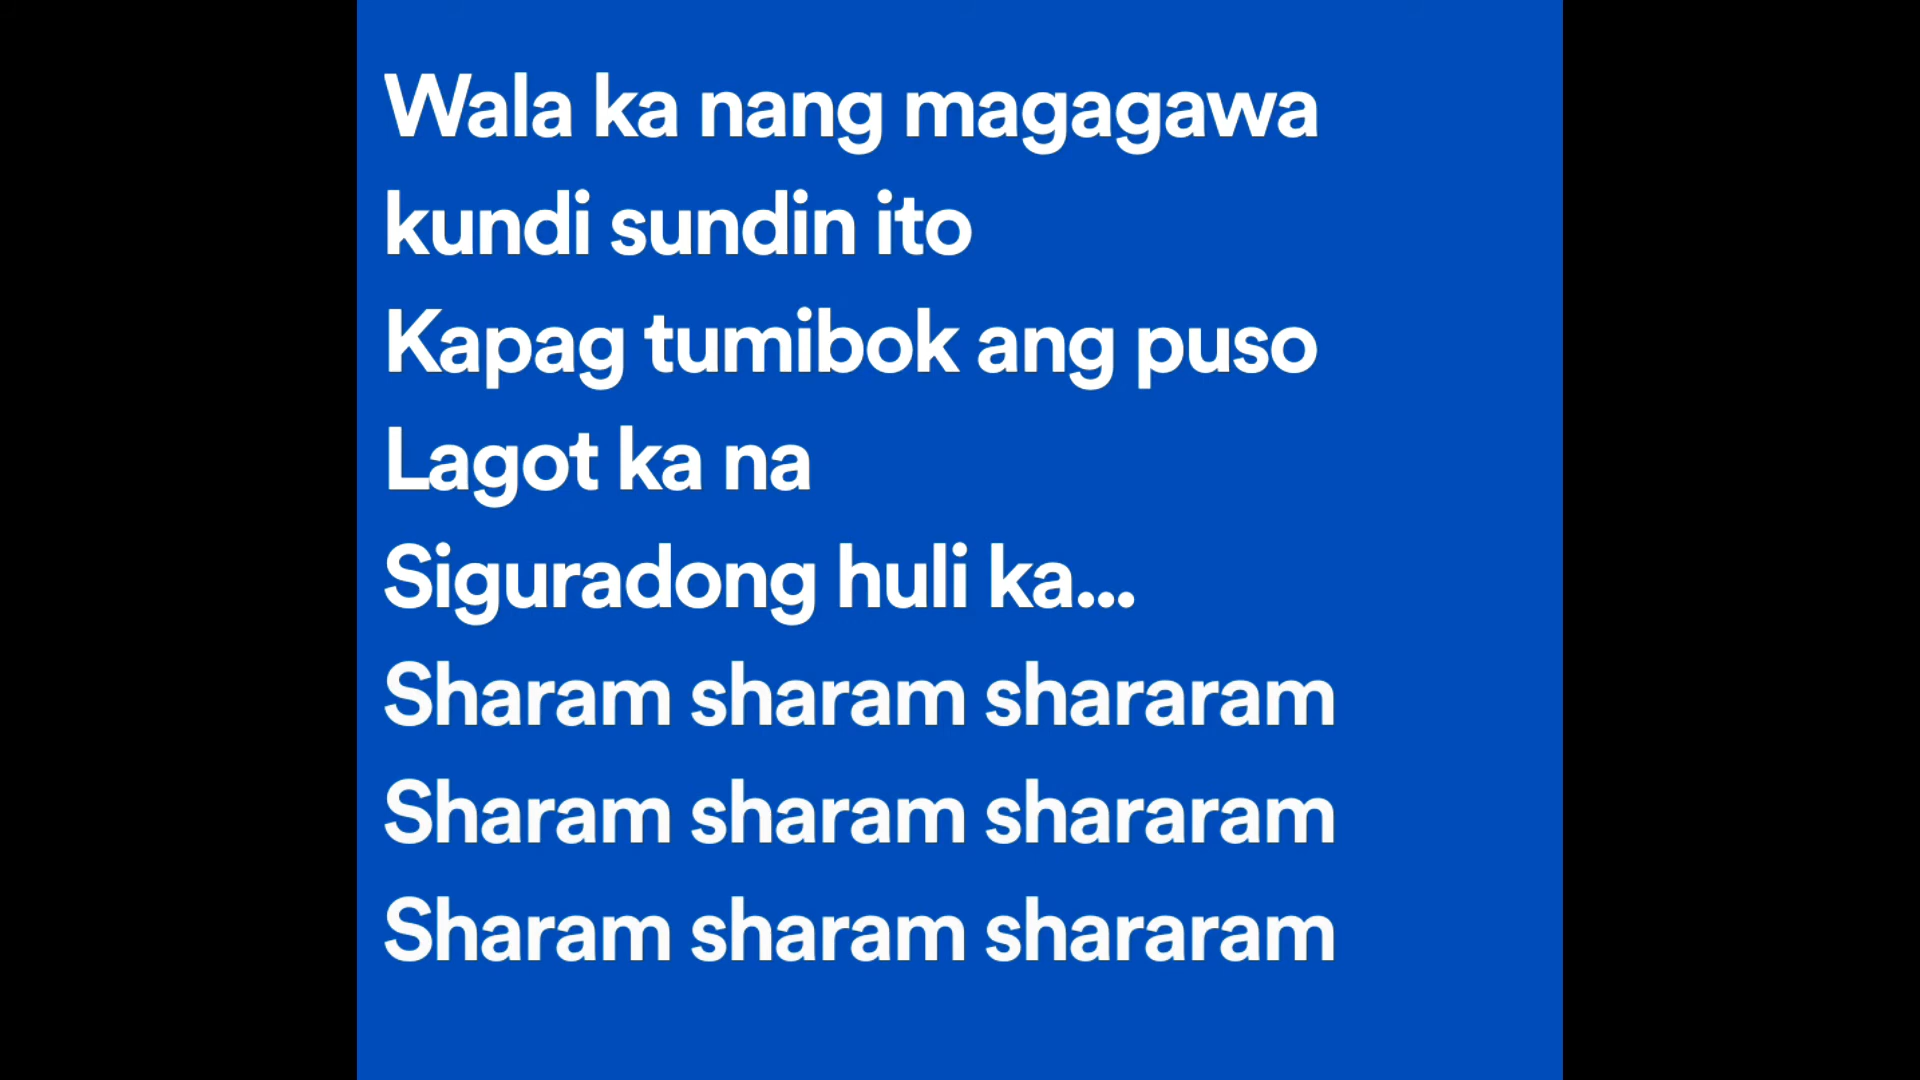 Wala ka nang magagawa
kundi sundin ito
Kapag tumibok ang puso
Lagot ka na
Siguradong huli ka...
Sharam sharam shararam
Sharam sharam shararam
Sharam sharam shararam